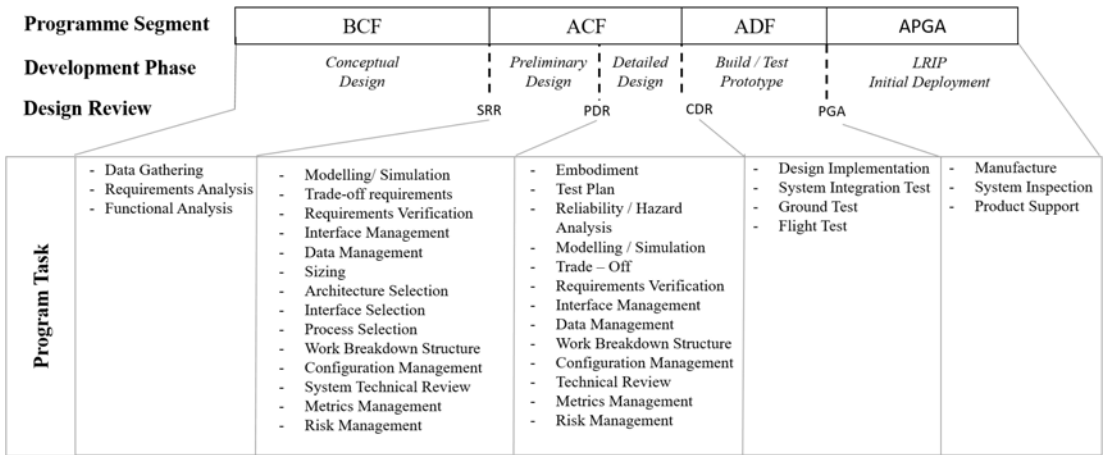 Programme Segment BCF ACF ADF APGA
Development Phase Conceptual Design Preliminary Design Detailed Design Build / Test Prototype LRIP Initial Deployment
Design Review SRR PDR CDR PGA
Program Task
- Data Gathering
- Requirements Analysis
- Functional Analysis
- Modelling/ Simulation
- Trade-off requirements
- Requirements Verification
- Interface Management
- Data Management
- Sizing
- Architecture Selection
- Interface Selection
- Process Selection
- Work Breakdown Structure
- Configuration Management
- System Technical Review
- Metrics Management
- Risk Management
- Embodiment
- Test Plan
- Reliability / Hazard
Analysis
- Modelling / Simulation
- Trade – Off
- Requirements Verification
- Interface Management
- Data Management
- Work Breakdown Structure
- Configuration Management
- Technical Review
- Metrics Management
- Risk Management
- Design Implementation
- System Integration Test
- Ground Test
- Flight Test
- Manufacture
- System Inspection
- Product Support